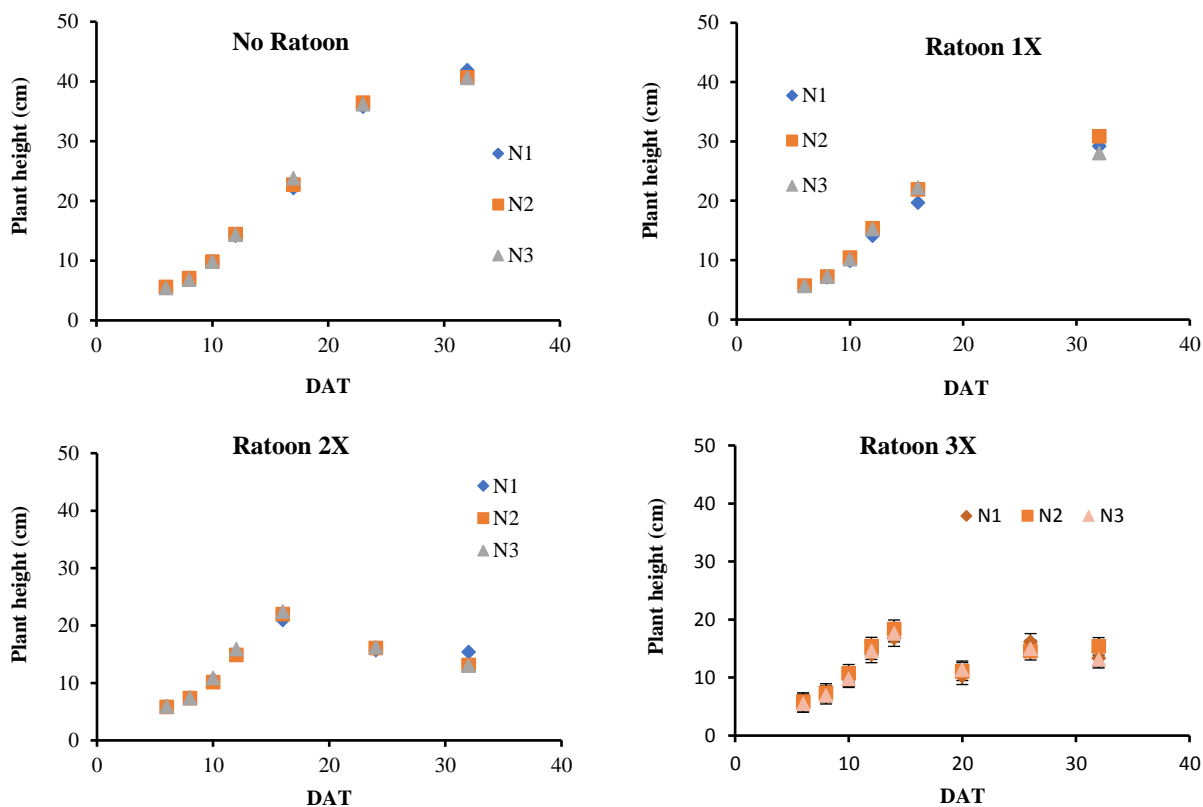 No Ratoon
Plant height (cm)
50
40
30
20
10
0
N1
N2
N3
0 10 20 30 40
DAT
Ratoon 1X
Plant height (cm)
50
40
30
20
10
0
N1
N2
N3
0 10 20 30 40
DAT
Ratoon 2X
Plant height (cm)
50
40
30
20
10
0
N1
N2
N3
0 10 20 30 40
DAT
Ratoon 3X
Plant height (cm)
50
40
30
20
10
0
N1 N2 N3
0 10 20 30 40
DAT